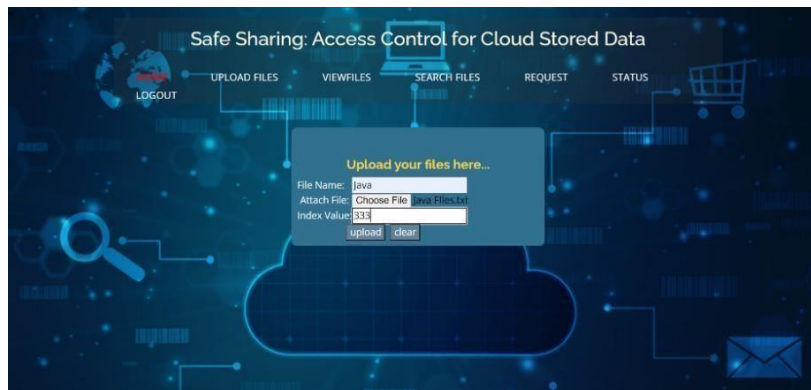 Safe Sharing: Access Control for Cloud Stored Data
HOME UPLOAD FILES VIEWFILES SEARCH FILES REQUEST STATUS
LOGOUT
Upload your files here...
File Name: Java
Attach File: Choose File Java Files.txt
Index Value: 333
upload clear